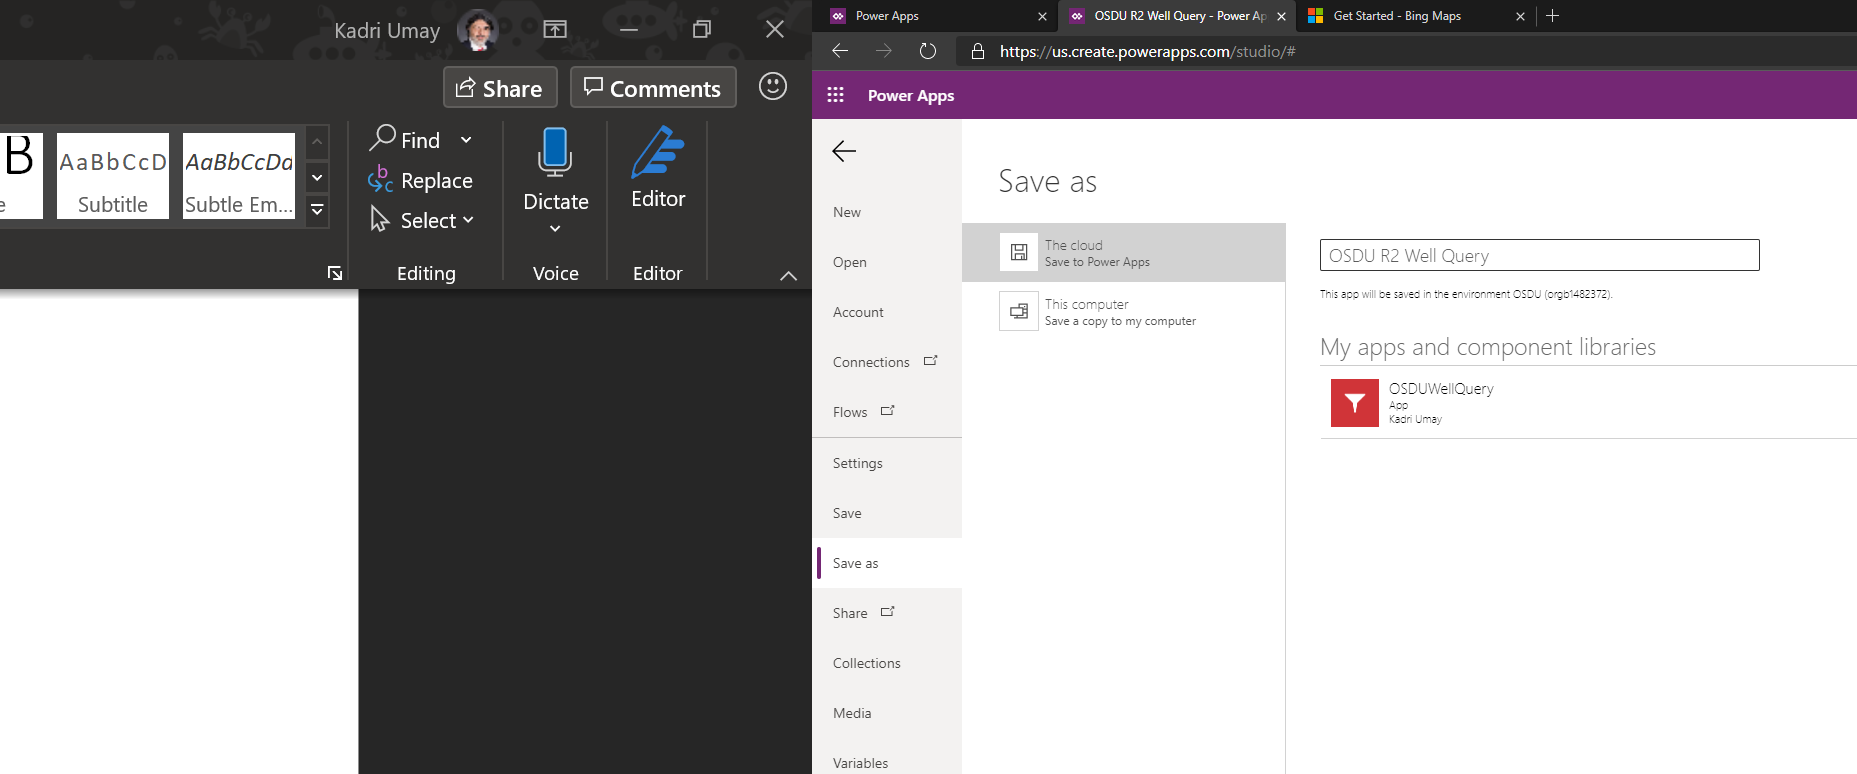 Kadri Umay
Share
Comments
B
e
AaBbCcD
Subtitle
AaBbCcDd
Subtle Em...
Find
b
c
Replace
Select
Dictate
Editor
Editing
Voice
Editor
Power Apps
OSDU R2 Well Query - Power Ap
Get Started - Bing Maps
https://us.create.powerapps.com/studio/#
Power Apps
New
Open
Account
Connections
Flows
Settings
Save
Save as
Share
Collections
Media
Variables
Save as
The cloud
Save to Power Apps
This computer
Save a copy to my computer
OSDU R2 Well Query
This app will be saved in the environment OSDU (orgb1482372).
My apps and component libraries
OSDUWellQuery
App
Kadri Umay